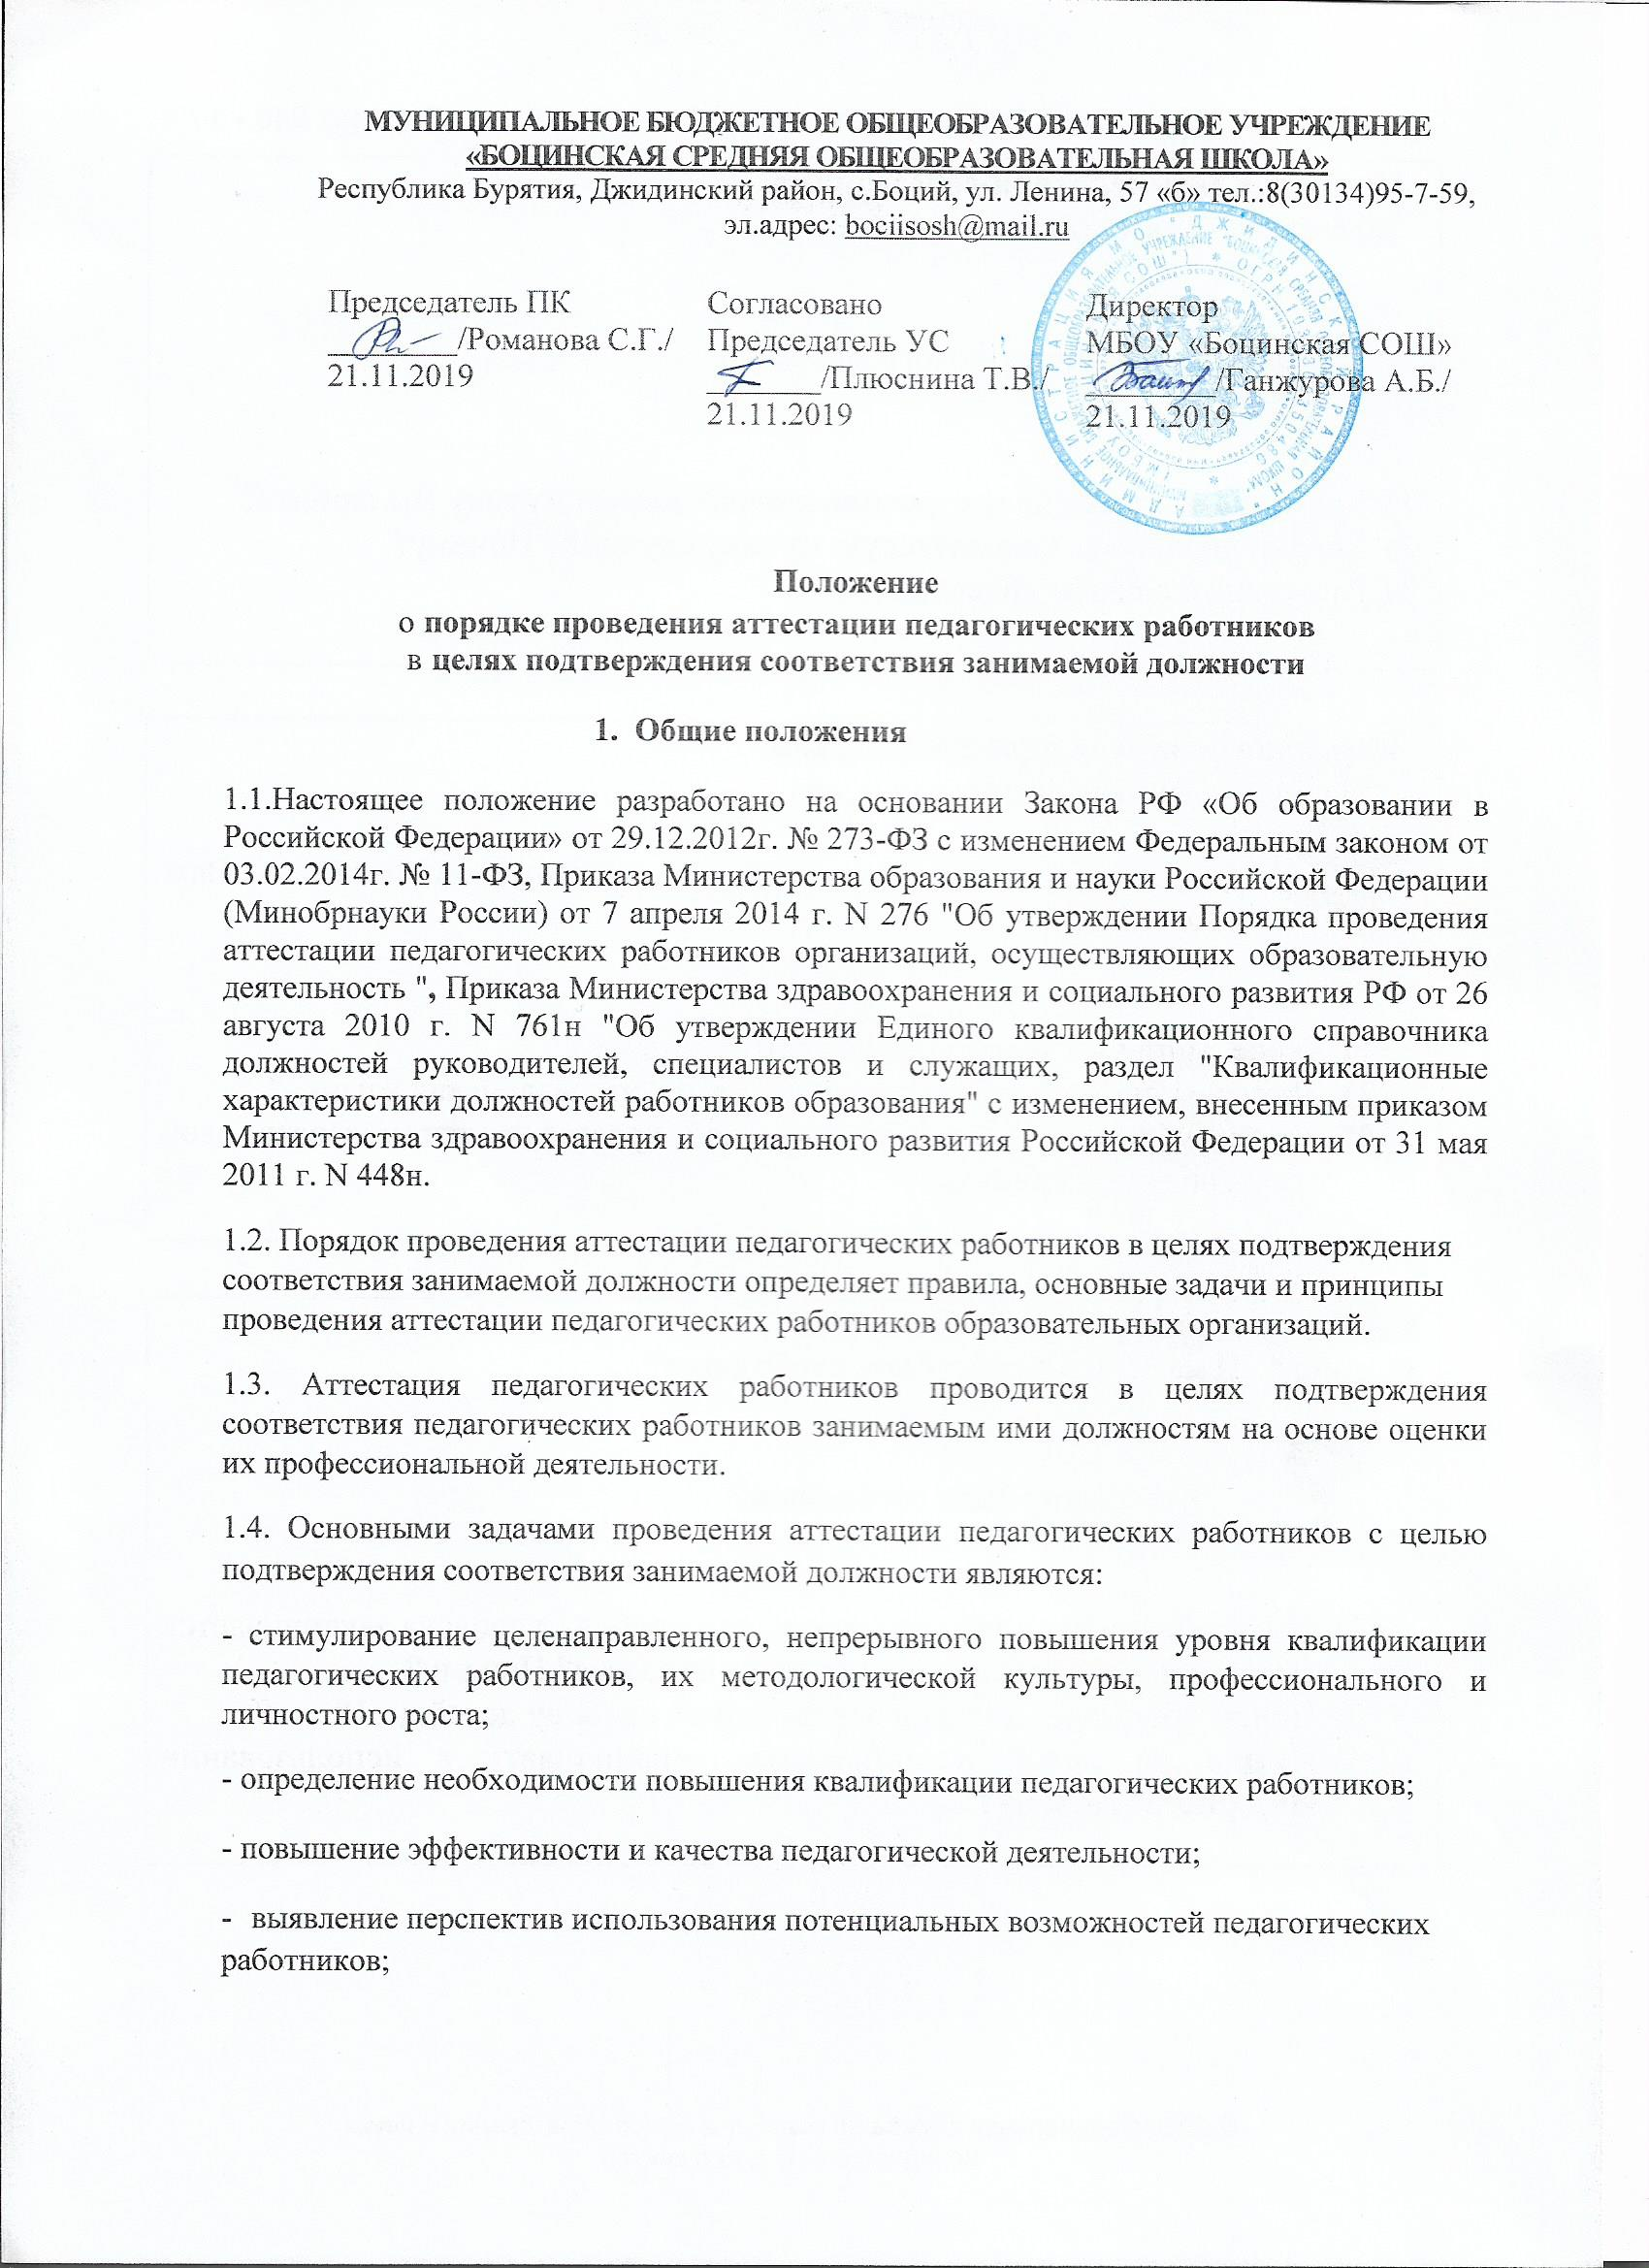 МУНИЦИПАЛЬНОЕ БЮДЖЕТНОЕ ОБЩЕОБРАЗОВАТЕЛЬНОЕ УЧРЕЖДЕНИЕ
«БОЦИНСКАЯ СРЕДНЯЯ ОБЩЕОБРАЗОВАТЕЛЬНАЯ ШКОЛА»
Республика Бурятия, Джидинский район, с.Боций, ул. Ленина, 57 «б» тел.:8(30134)95-7-59,
эл.адрес: bociisosh@mail.ru
Председатель ПК
/Романова С.Г./
21.11.2019
Согласовано
Председатель УС
/Плюснина Т.В./
21.11.2019
Директор
МБОУ «Боцинская СОШ»
/Ганжурова А.Б./
21.11.2019
Положение
о порядке проведения аттестации педагогических работников
в целях подтверждения соответствия занимаемой должности
1. Общие положения
1.1.Настоящее положение разработано на основании Закона РФ «Об образовании в
Российской Федерации» от 29.12.2012г. № 273-ФЗ с изменением Федеральным законом от
03.02.2014г. № 11-ФЗ, Приказа Министерства образования и науки Российской Федерации
(Минобрнауки России) от 7 апреля 2014 г. N 276 "Об утверждении Порядка проведения
аттестации педагогических работников организаций, осуществляющих образовательную
деятельность ", Приказа Министерства здравоохранения и социального развития РФ от 26
августа 2010 г. N 761н "Об утверждении Единого квалификационного справочника
должностей руководителей, специалистов и служащих, раздел "Квалификационные
характеристики должностей работников образования" с изменением, внесенным приказом
Министерства здравоохранения и социального развития Российской Федерации от 31 мая
2011 г. N 448н.
1.2. Порядок проведения аттестации педагогических работников в целях подтверждения
соответствия занимаемой должности определяет правила, основные задачи и принципы
проведения аттестации педагогических работников образовательных организаций.
1.3. Аттестация педагогических работников проводится в целях подтверждения
соответствия педагогических работников занимаемым ими должностям на основе оценки
их профессиональной деятельности.
1.4. Основными задачами проведения аттестации педагогических работников с целью
подтверждения соответствия занимаемой должности являются:
- стимулирование целенаправленного, непрерывного повышения уровня квалификации
педагогических работников, их методологической культуры, профессионального и
личностного роста;
- определение необходимости повышения квалификации педагогических работников;
- повышение эффективности и качества педагогической деятельности;
- выявление перспектив использования потенциальных возможностей педагогических
работников;